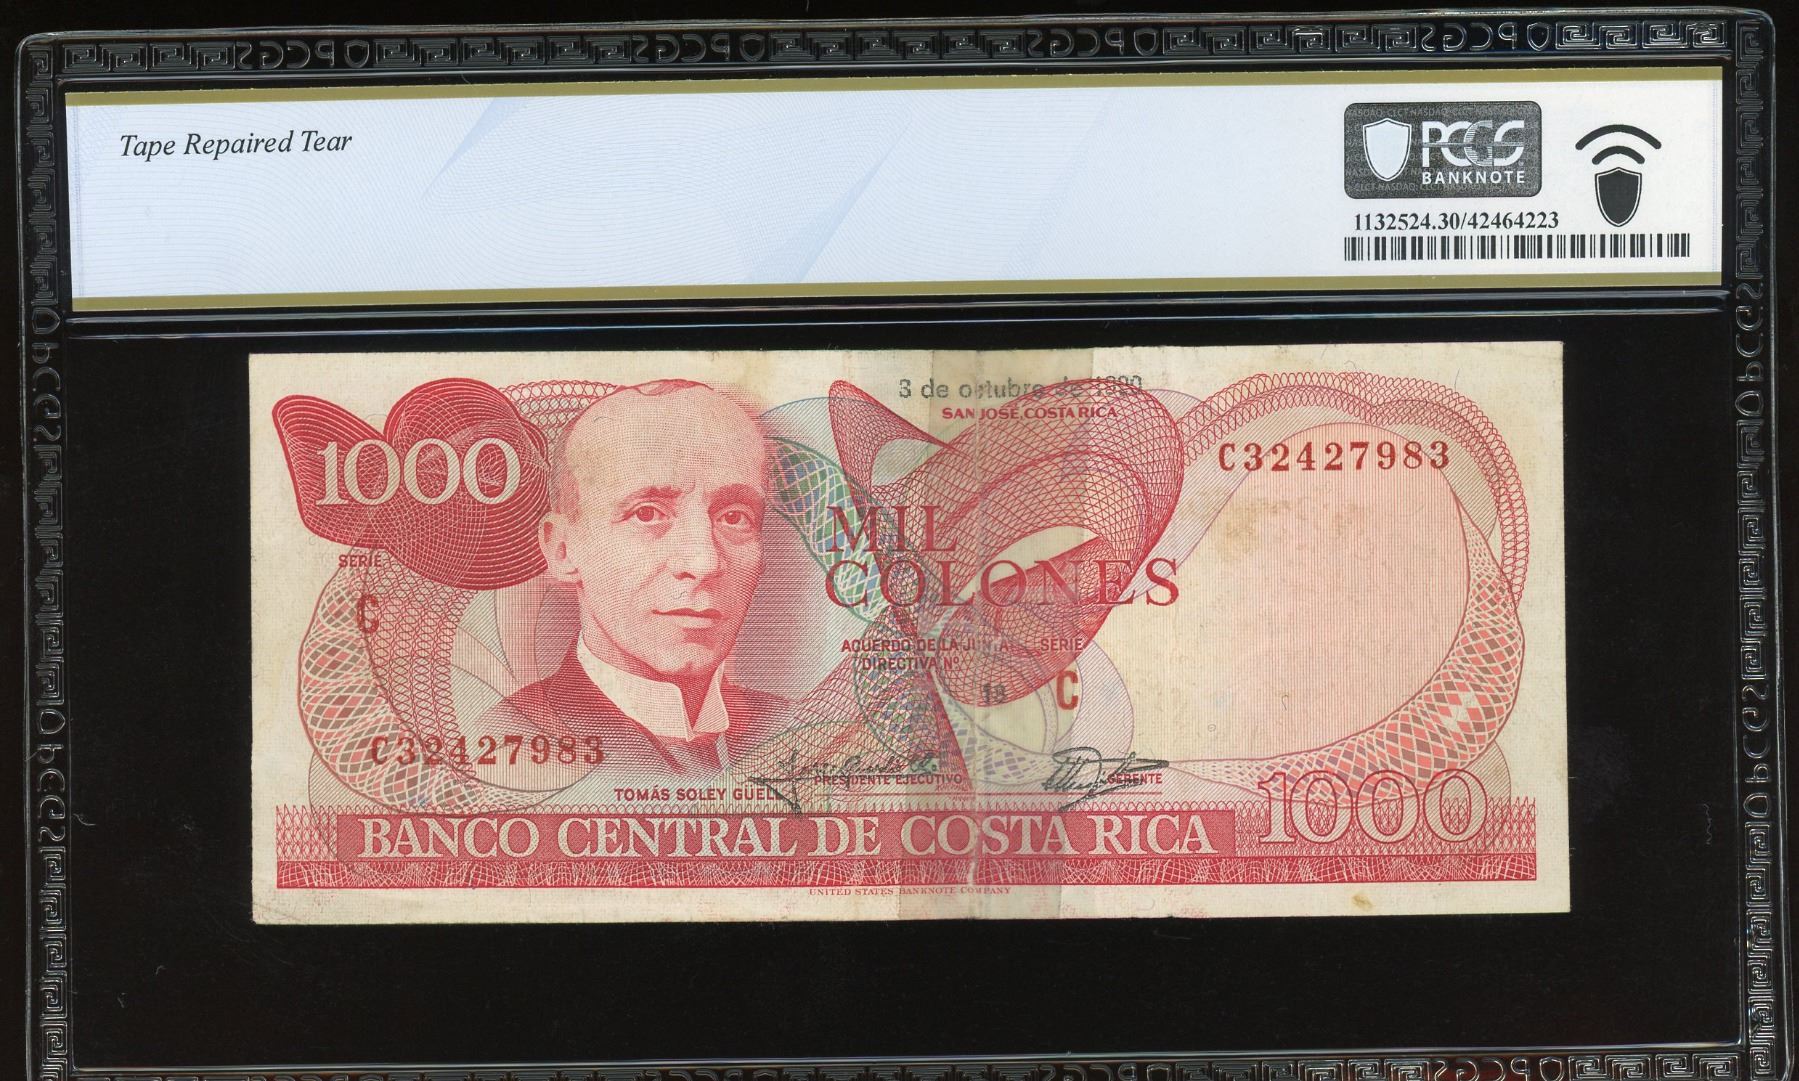 Tape Repaired Tear
PCGS
BANKNOTE
1132524.30/42464223
3 de octubre de 1990
SAN JOSE, COSTA RICA
1000
C32427983
MIL
COLONES
SERIE
C
ACUERDO DE LA JUNTA
DIRECTIVA Nº
SERIE
C
C32427983
PRESIDENTE EJECUTIVO
GERENTE
TOMAS SOLEY GÜELL
1000
BANCO CENTRAL DE COSTA RICA
UNITED STATES BANKNOTE COMPANY